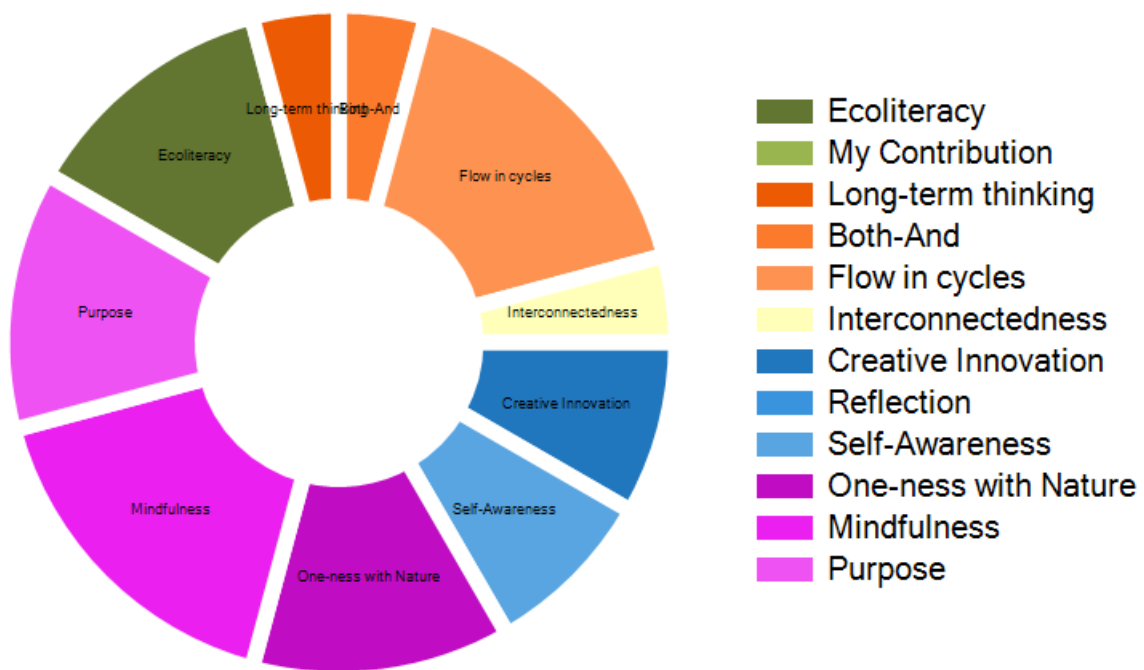 Long-term thinking
Both-And
Ecoliteracy
Flow in cycles
Purpose
Interconnectedness
Creative Innovation
Mindfulness
Self-Awareness
One-ness with Nature
Ecoliteracy
My Contribution
Long-term thinking
Both-And
Flow in cycles
Interconnectedness
Creative Innovation
Reflection
Self-Awareness
One-ness with Nature
Mindfulness
Purpose